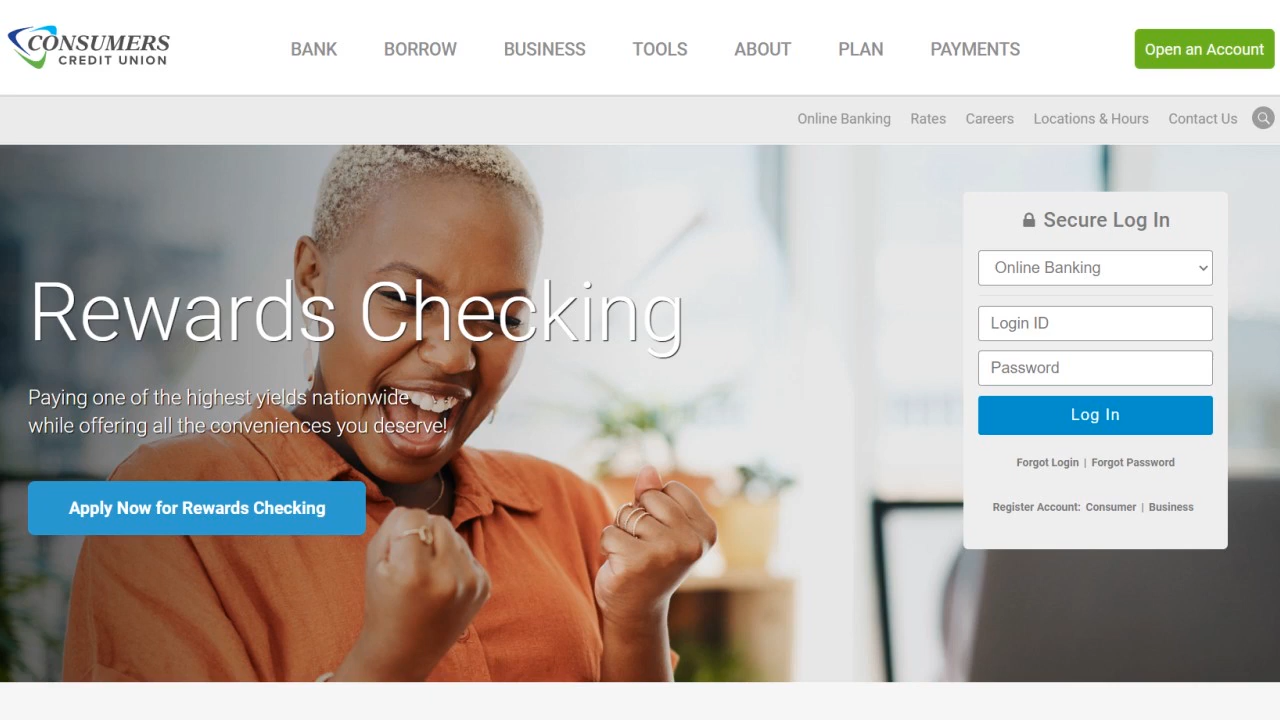 CONSUMERS
CREDIT UNION
BANK BORROW BUSINESS TOOLS ABOUT PLAN PAYMENTS
Open an Account
Online Banking Rates Careers Locations & Hours Contact Us
Rewards Checking
Paying one of the highest yields nationwide
while offering all the conveniences you deserve!
Apply Now for Rewards Checking
Secure Log In
Online Banking
Login ID
Password
Log In
Forgot Login | Forgot Password
Register Account: Consumer | Business